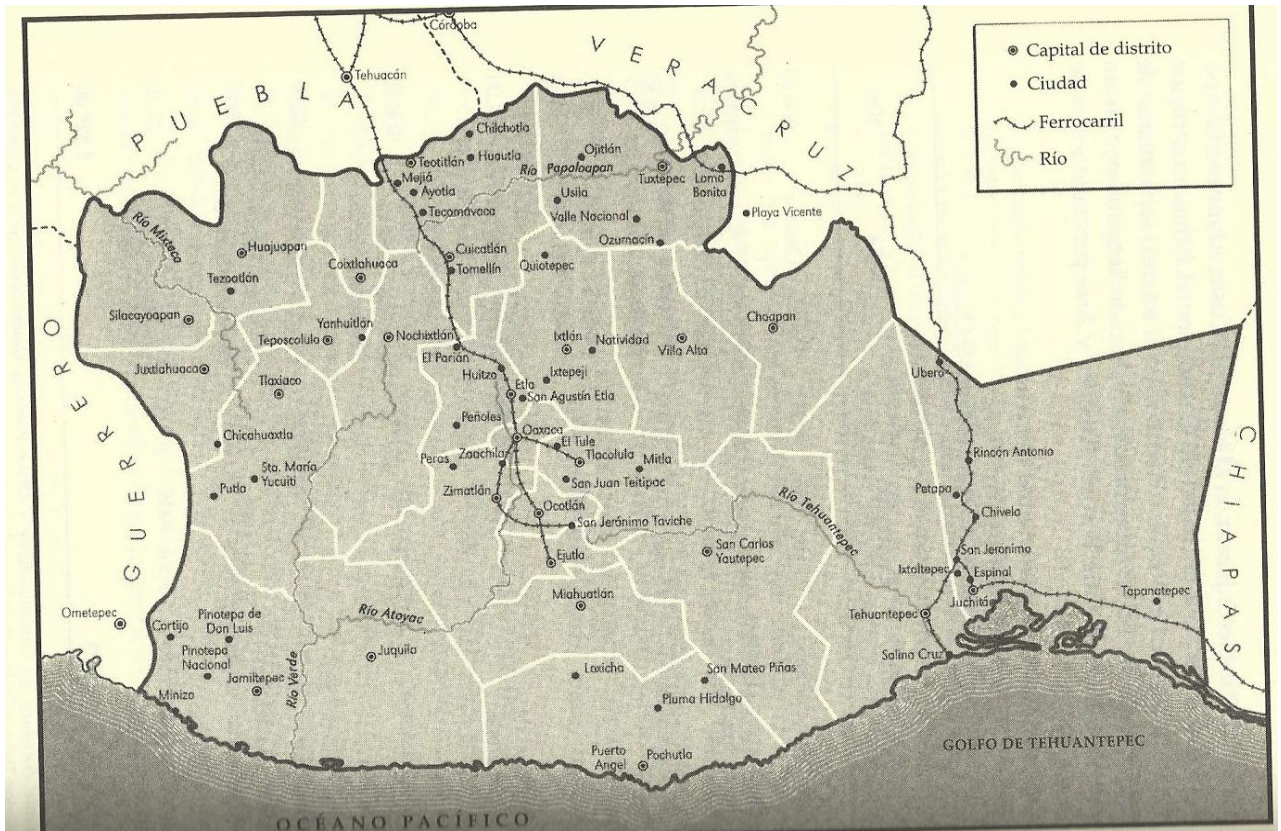 Córdoba
VERACRUZ
Capital de distrito
Ciudad
Ferrocarril
Río
Tehuacán
PUEBLA
Chilchotla
Teotitlán
Huautla
Ojitlán
Río Papaloapan
Tuxtepec
Loma
Bonita
Mejiá
Ayotla
Usila
Tecomávaca
Valle Nacional
Playa Vicente
Río Mixteca
Huajuapan
Cuicatlán
Ozumacín
Coixtlahuaca
Tomellín
Quiotepec
Tezoatlán
Silacayoapan
Yanhuitlán
Teposcolula
Nochixtlán
Choapan
Ixtlán
Natividad
Villa Alta
El Parián
GUERRERO
Juxtlahuaca
Huitzo
Ubero
Tlaxiaco
Etla
Ixtepeji
San Agustín Etla
Peñoles
Chicahuaxtla
Oaxaca
El Tule
Tlacolula
Mitla
Zaachila
Peras
Rincón Antonio
CHIAPAS
Sta. María
Yucuiti
Putla
San Juan Teitipac
Zimatlán
Petapa
Río Tehuantepec
Ocotlán
Chivela
San Jerónimo Taviche
San Carlos
Yautepec
San Jeronimo
Ejutla
Ixtaltepec
Espinal
Miahuatlán
Juchitán
Tapanatepec
Ometepec
Cortijo
Pinotepa de
Don Luis
Río Atoyac
Tehuantepec
Pinotepa
Nacional
Juquila
Salina Cruz
Río Verde
Jamiltepec
Loxicha
San Mateo Piñas
Minizo
Pluma Hidalgo
GOLFO DE TEHUANTEPEC
Puerto
Angel
Pochutla
OCÉANO PACÍFICO